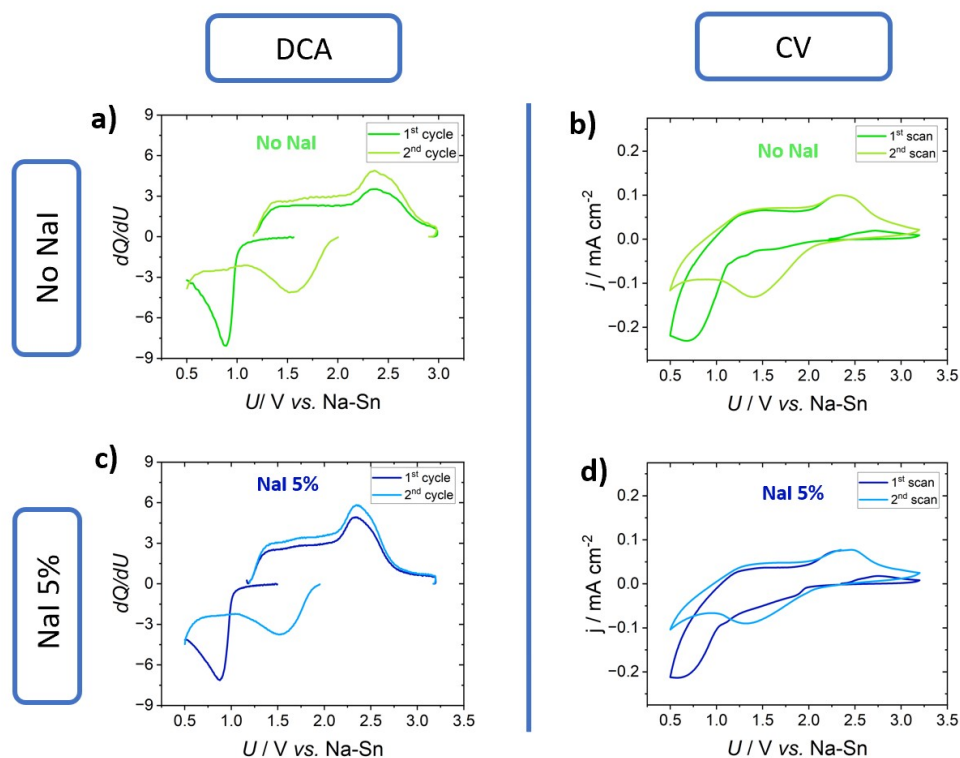 DCA
CV
No NaI
NaI 5%
a)
No NaI
1st cycle
2nd cycle
dQ/dU
9
6
3
0
−3
−6
−9
0.5 1.0 1.5 2.0 2.5 3.0
U/ V vs. Na-Sn
b)
No NaI
1st scan
2nd scan
j / mA cm−2
0.2
0.1
0.0
−0.1
−0.2
0.5 1.0 1.5 2.0 2.5 3.0 3.5
U / V vs. Na-Sn
c)
NaI 5%
1st cycle
2nd cycle
dQ/dU
9
6
3
0
−3
−6
−9
0.5 1.0 1.5 2.0 2.5 3.0 3.5
U / V vs. Na-Sn
d)
NaI 5%
1st scan
2nd scan
j / mA cm−2
0.2
0.1
0.0
−0.1
−0.2
0.5 1.0 1.5 2.0 2.5 3.0 3.5
U / V vs. Na-Sn